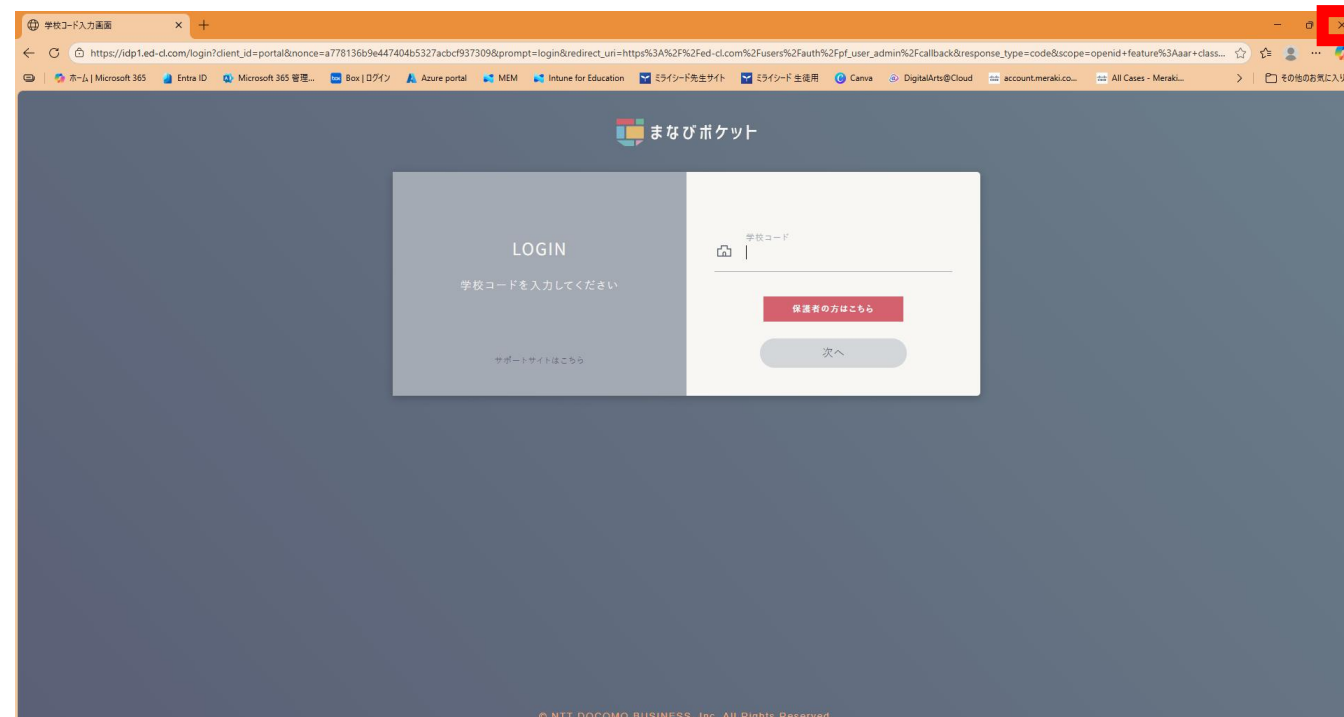 学校コード入力画面
https://idp1.ed-cl.com/login?client_id=portal&nonce=a778136b9e447404b5327acbcf937309&prompt=login&redirect_uri=https%3A%2F%2Fed-cl.com%2Fusers%2Fauth%2Fpf_user_admin%2Fcallback&response_type=code&scope=openid+feature%3Aar+class...
ホーム | Microsoft 365 Entra ID Microsoft 365 管理... Box | ログイン Azure portal MEM Intune for Education ミライシード先生サイト ミライシード 生徒用 Canva DigitalArts@Cloud account.meraki.co... All Cases - Meraki... その他のお気に入り
まなびポケット
LOGIN
学校コードを入力してください
サポートサイトはこちら
学校コード
保護者の方はこちら
次へ
© NTT DOCOMO BUSINESS, Inc. All Rights Reserved.